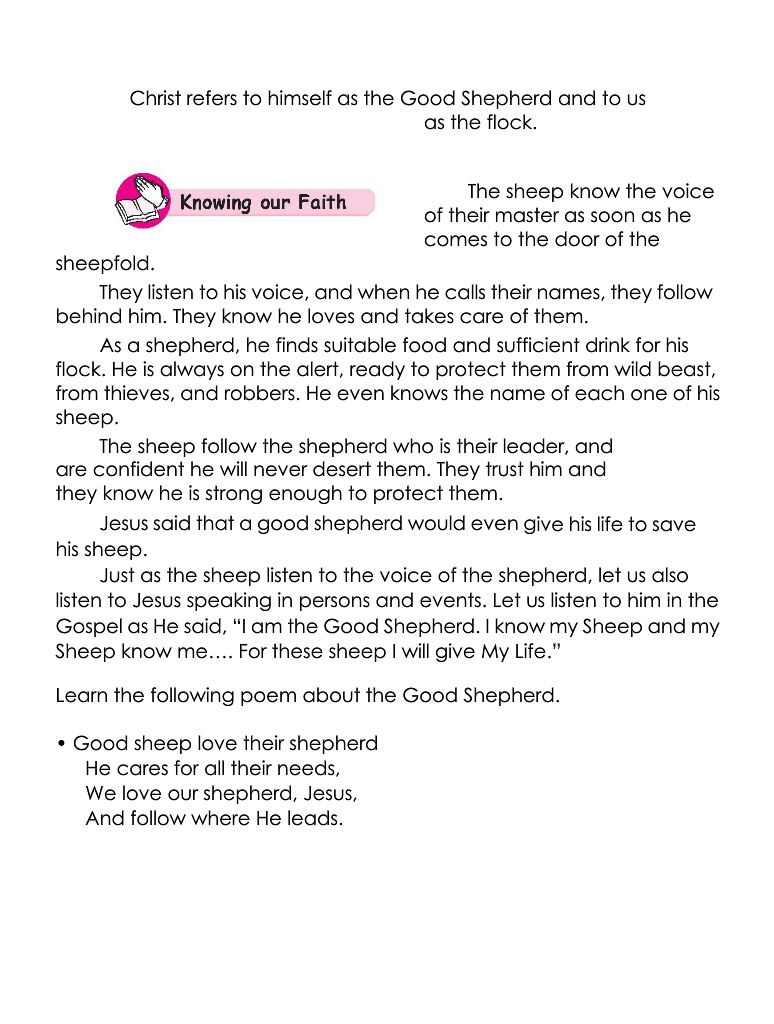 Christ refers to himself as the Good Shepherd and to us
as the flock.
Knowing our Faith
The sheep know the voice
of their master as soon as he
comes to the door of the
sheepfold.
They listen to his voice, and when he calls their names, they follow
behind him. They know he loves and takes care of them.
As a shepherd, he finds suitable food and sufficient drink for his
flock. He is always on the alert, ready to protect them from wild beast,
from thieves, and robbers. He even knows the name of each one of his
sheep.
The sheep follow the shepherd who is their leader, and
are confident he will never desert them. They trust him and
they know he is strong enough to protect them.
Jesus said that a good shepherd would even give his life to save
his sheep.
Just as the sheep listen to the voice of the shepherd, let us also
listen to Jesus speaking in persons and events. Let us listen to him in the
Gospel as He said, “I am the Good Shepherd. I know my Sheep and my
Sheep know me…. For these sheep I will give My Life.”
Learn the following poem about the Good Shepherd.
• Good sheep love their shepherd
He cares for all their needs,
We love our shepherd, Jesus,
And follow where He leads.